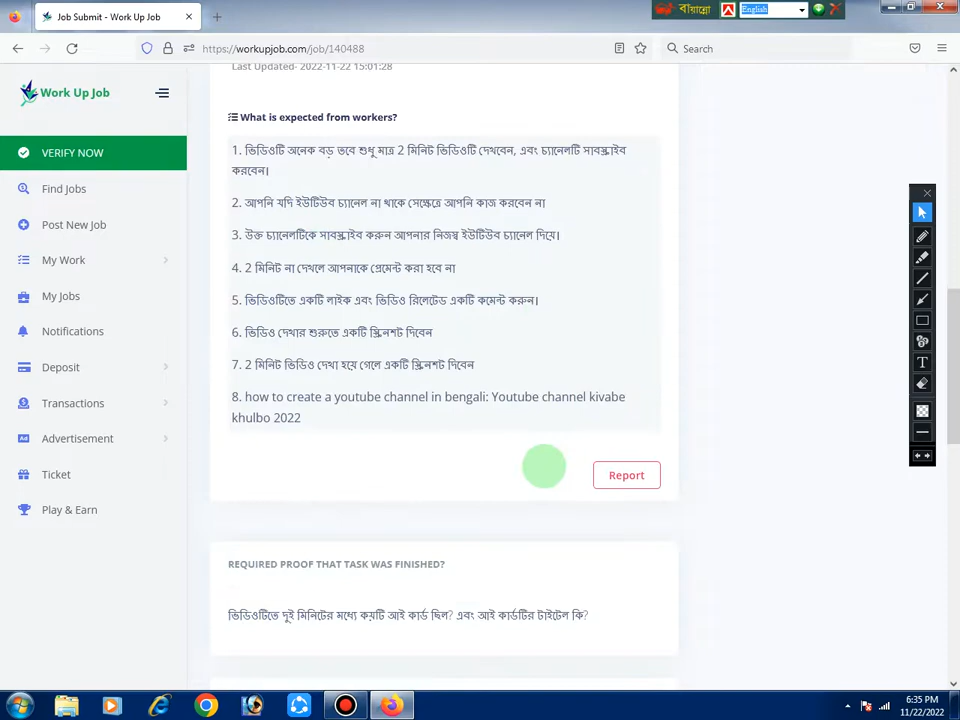 Job Submit - Work Up Job
বায়ান্নো
English
https://workupjob.com/job/140488
Search
Work Up Job
Last Updated- 2022-11-22 15:01:28
What is expected from workers?
VERIFY NOW
1. ভিডিওটি অনেক বড় তবে শুধু মাত্র 2 মিনিট ভিডিওটি দেখবেন, এবং চ্যানেলটি সাবস্ক্রাইব
করবেন।
Find Jobs
2. আপনি যদি ইউটিউব চ্যানেল না থাকে সেক্ষেত্রে আপনি কাজ করবেন না
Post New Job
3. উক্ত চ্যানেলটিকে সাবস্ক্রাইব করুন আপনার নিজস্ব ইউটিউব চ্যানেল দিয়ে।
My Work
4. 2 মিনিট না দেখলে আপনাকে প্রেমেন্ট করা হবে না
My Jobs
5. ভিডিওটিতে একটি লাইক এবং ভিডিও রিলেটেড একটি কমেন্ট করুন।
Notifications
6. ভিডিও দেখার শুরুতে একটি স্ক্রিনশট দিবেন
Deposit
7. 2 মিনিট ভিডিও দেখা হয়ে গেলে একটি স্ক্রিনশট দিবেন
Transactions
8. how to create a youtube channel in bengali: Youtube channel kivabe
khulbo 2022
Advertisement
Ticket
Report
Play & Earn
REQUIRED PROOF THAT TASK WAS FINISHED?
ভিডিওটিতে দুই মিনিটের মধ্যে কয়টি আই কার্ড ছিল? এবং আই কার্ডটির টাইটেল কি?
6:35 PM
11/22/2022